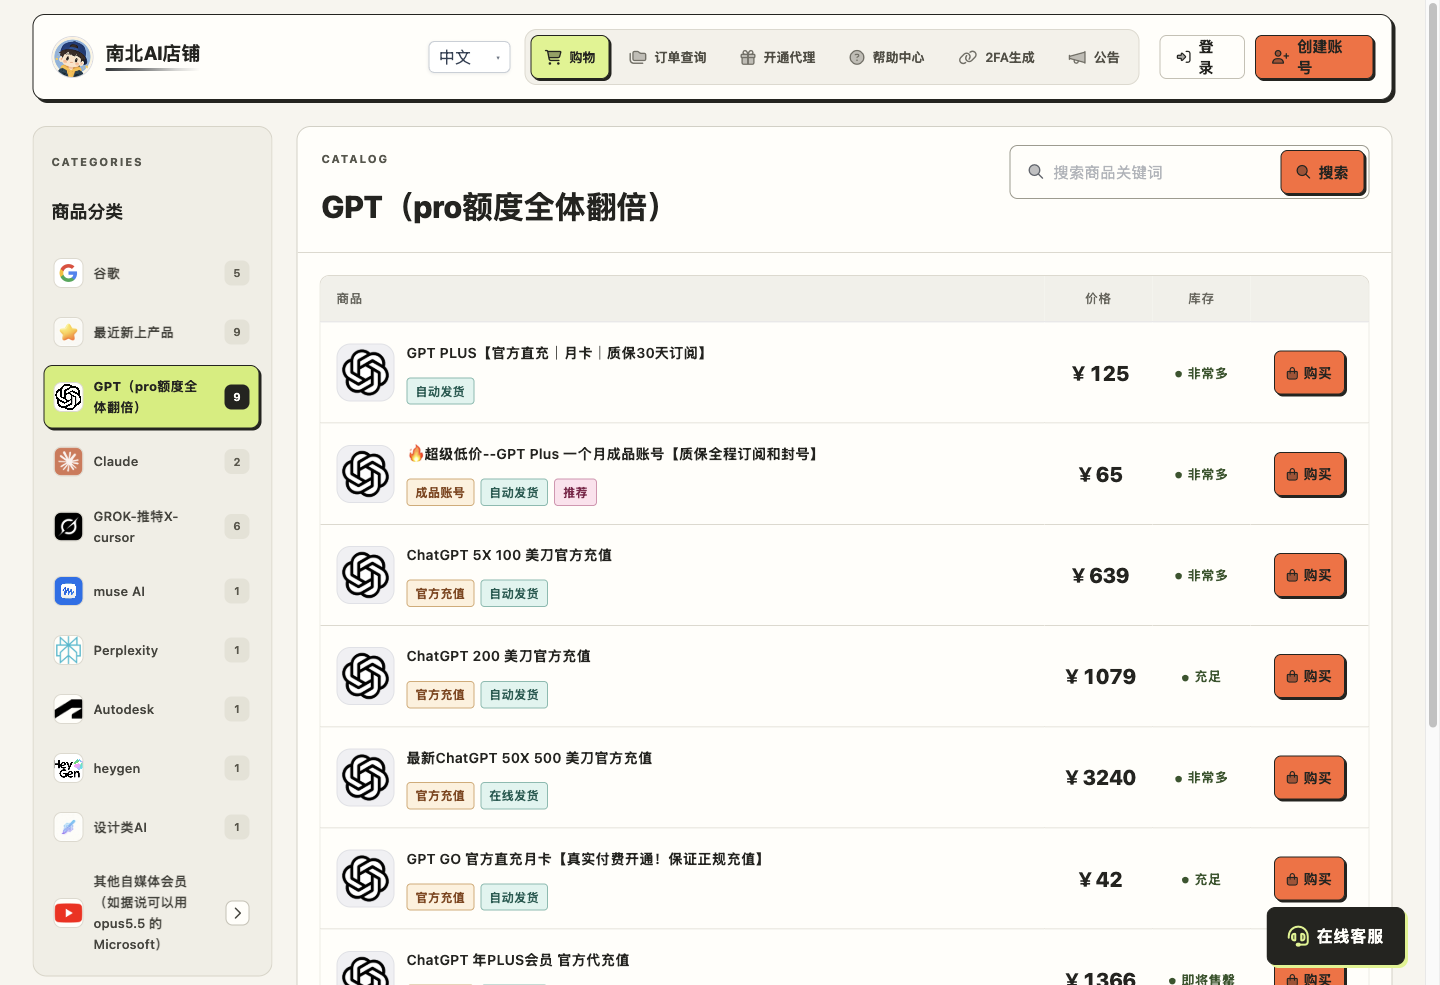 南北AI店铺
中文
购物
订单查询
开通代理
帮助中心
2FA生成
公告
登
录
创建账
号
CATEGORIES
商品分类
谷歌
5
最近新上产品
9
GPT（pro额度全
体翻倍）
9
Claude
2
GROK-推特X-
cursor
6
muse AI
1
Perplexity
1
Autodesk
1
HeyGen
heygen
1
设计类AI
1
其他自媒体会员
（如据说可以用
opus5.5 的
Microsoft）
CATALOG
GPT（pro额度全体翻倍）
搜索商品关键词
搜索
商品 价格 库存
GPT PLUS【官方直充｜月卡｜质保30天订阅】
自动发货
¥ 125
非常多
购买
🔥超级低价--GPT Plus 一个月成品账号【质保全程订阅和封号】
成品账号 自动发货 推荐
¥ 65
非常多
购买
ChatGPT 5X 100 美刀官方充值
官方充值 自动发货
¥ 639
非常多
购买
ChatGPT 200 美刀官方充值
官方充值 自动发货
¥ 1079
充足
购买
最新ChatGPT 50X 500 美刀官方充值
官方充值 在线发货
¥ 3240
非常多
购买
GPT GO 官方直充月卡【真实付费开通！保证正规充值】
官方充值 自动发货
¥ 42
充足
购买
ChatGPT 年PLUS会员 官方代充值
¥ 1366
即将售罄
购买
在线客服